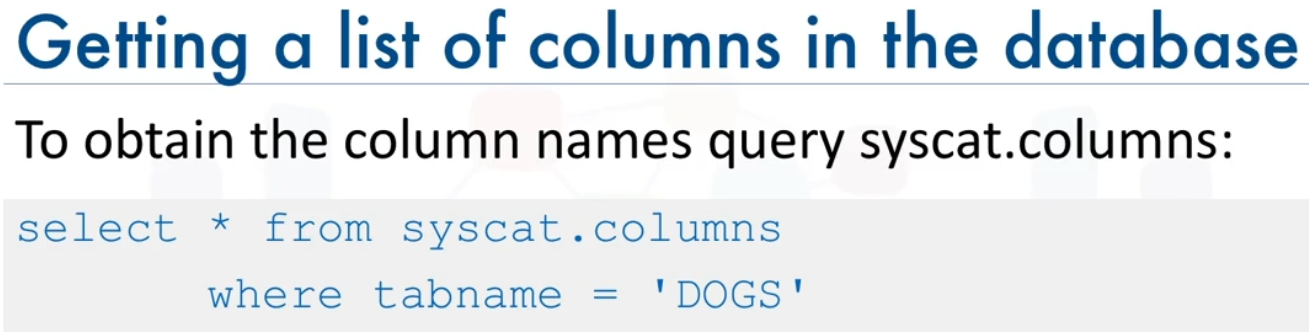 Getting a list of columns in the database
To obtain the column names query syscat.columns:
select * from syscat.columns
where tabname = 'DOGS'